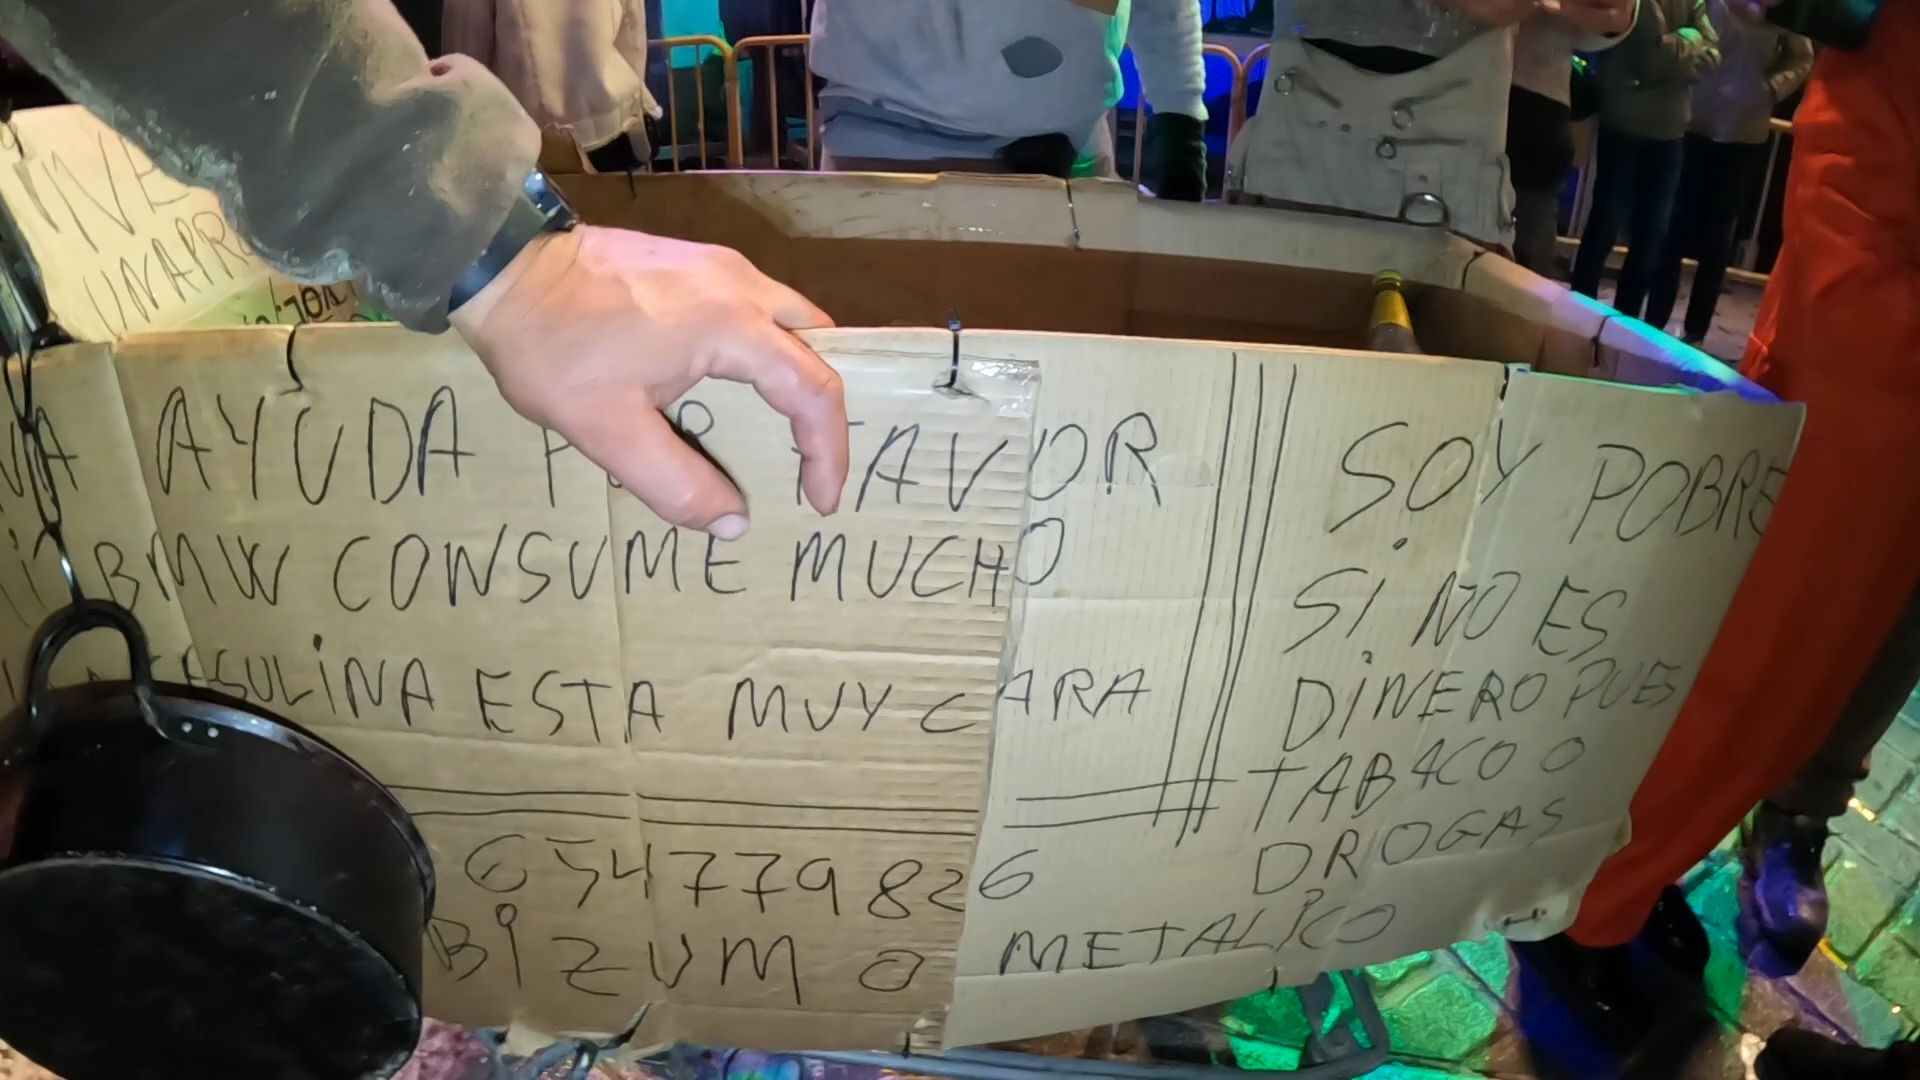 AYUDA POR FAVOR
BMW CONSUME MUCHO
ESTA MUY CARA
654779826
BiZUM O METALiCO
SOY POBRE
Si NO ES
DiNERO PUES
TABACO O
DROGAS